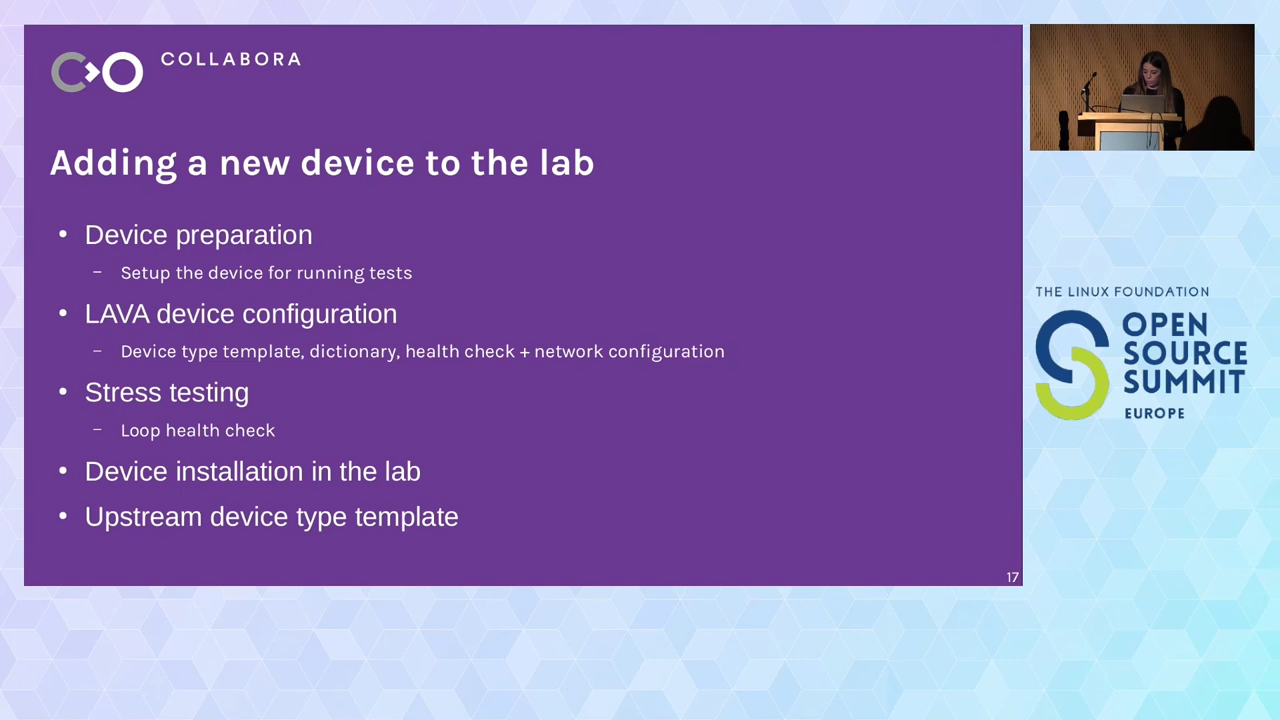 COLLABORA
Adding a new device to the lab
• Device preparation
– Setup the device for running tests
• LAVA device configuration
– Device type template, dictionary, health check + network configuration
• Stress testing
– Loop health check
• Device installation in the lab
• Upstream device type template
17
THE LINUX FOUNDATION
OPEN
SOURCE
SUMMIT
EUROPE